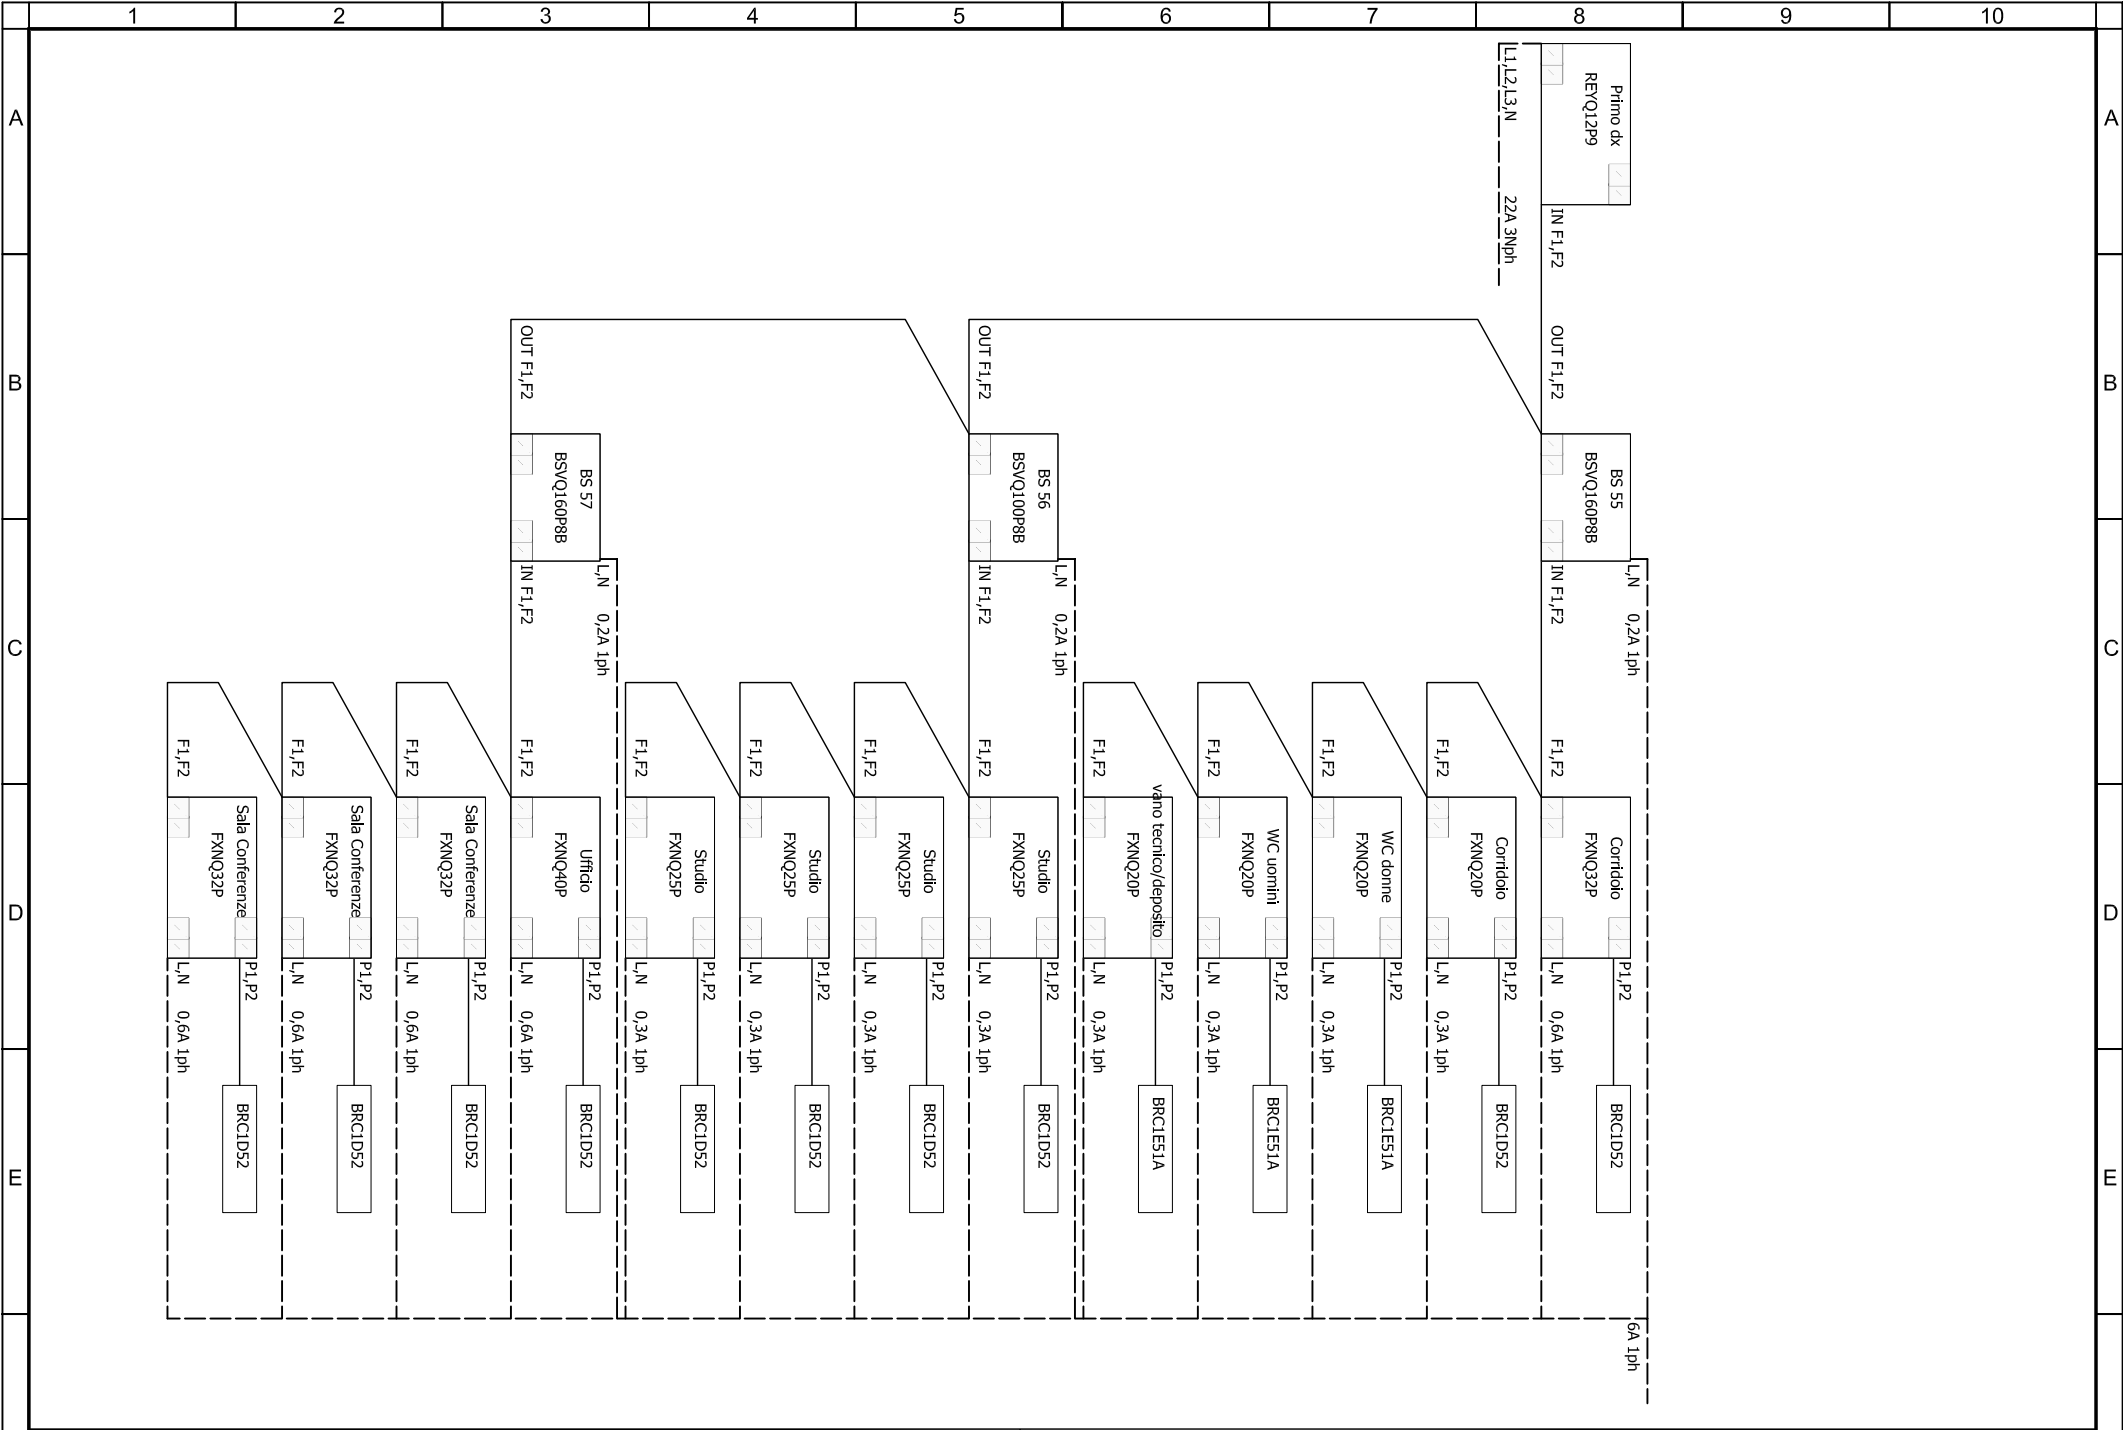 1
2
3
4
5
6
7
8
9
10
A
A
B
B
C
C
D
D
E
E
Primo dx
REYQ12P9
L1,L2,L3,N
22A 3Nph
IN F1,F2
OUT F1,F2
OUT F1,F2
OUT F1,F2
BS 57
BSVQ160P8B
BS 56
BSVQ100P8B
BS 55
BSVQ160P8B
IN F1,F2
L,N
0,2A 1ph
IN F1,F2
L,N
0,2A 1ph
IN F1,F2
L,N
0,2A 1ph
F1,F2
F1,F2
F1,F2
F1,F2
F1,F2
F1,F2
F1,F2
F1,F2
F1,F2
F1,F2
F1,F2
F1,F2
F1,F2
Sala Conferenze
FXNQ32P
Sala Conferenze
FXNQ32P
Sala Conferenze
FXNQ32P
Ufficio
FXNQ40P
Studio
FXNQ25P
Studio
FXNQ25P
Studio
FXNQ25P
Studio
FXNQ25P
vano tecnico/deposito
FXNQ20P
WC uomini
FXNQ20P
WC donne
FXNQ20P
Corridoio
FXNQ20P
Corridoio
FXNQ32P
L,N
0,6A 1ph
P1,P2
L,N
0,6A 1ph
P1,P2
L,N
0,6A 1ph
P1,P2
L,N
0,6A 1ph
P1,P2
L,N
0,3A 1ph
P1,P2
L,N
0,3A 1ph
P1,P2
L,N
0,3A 1ph
P1,P2
L,N
0,3A 1ph
P1,P2
L,N
0,3A 1ph
P1,P2
L,N
0,3A 1ph
P1,P2
L,N
0,3A 1ph
P1,P2
L,N
0,3A 1ph
P1,P2
L,N
0,6A 1ph
P1,P2
BRC1D52
BRC1D52
BRC1D52
BRC1D52
BRC1D52
BRC1D52
BRC1D52
BRC1D52
BRC1E51A
BRC1E51A
BRC1E51A
BRC1D52
BRC1D52
6A 1ph